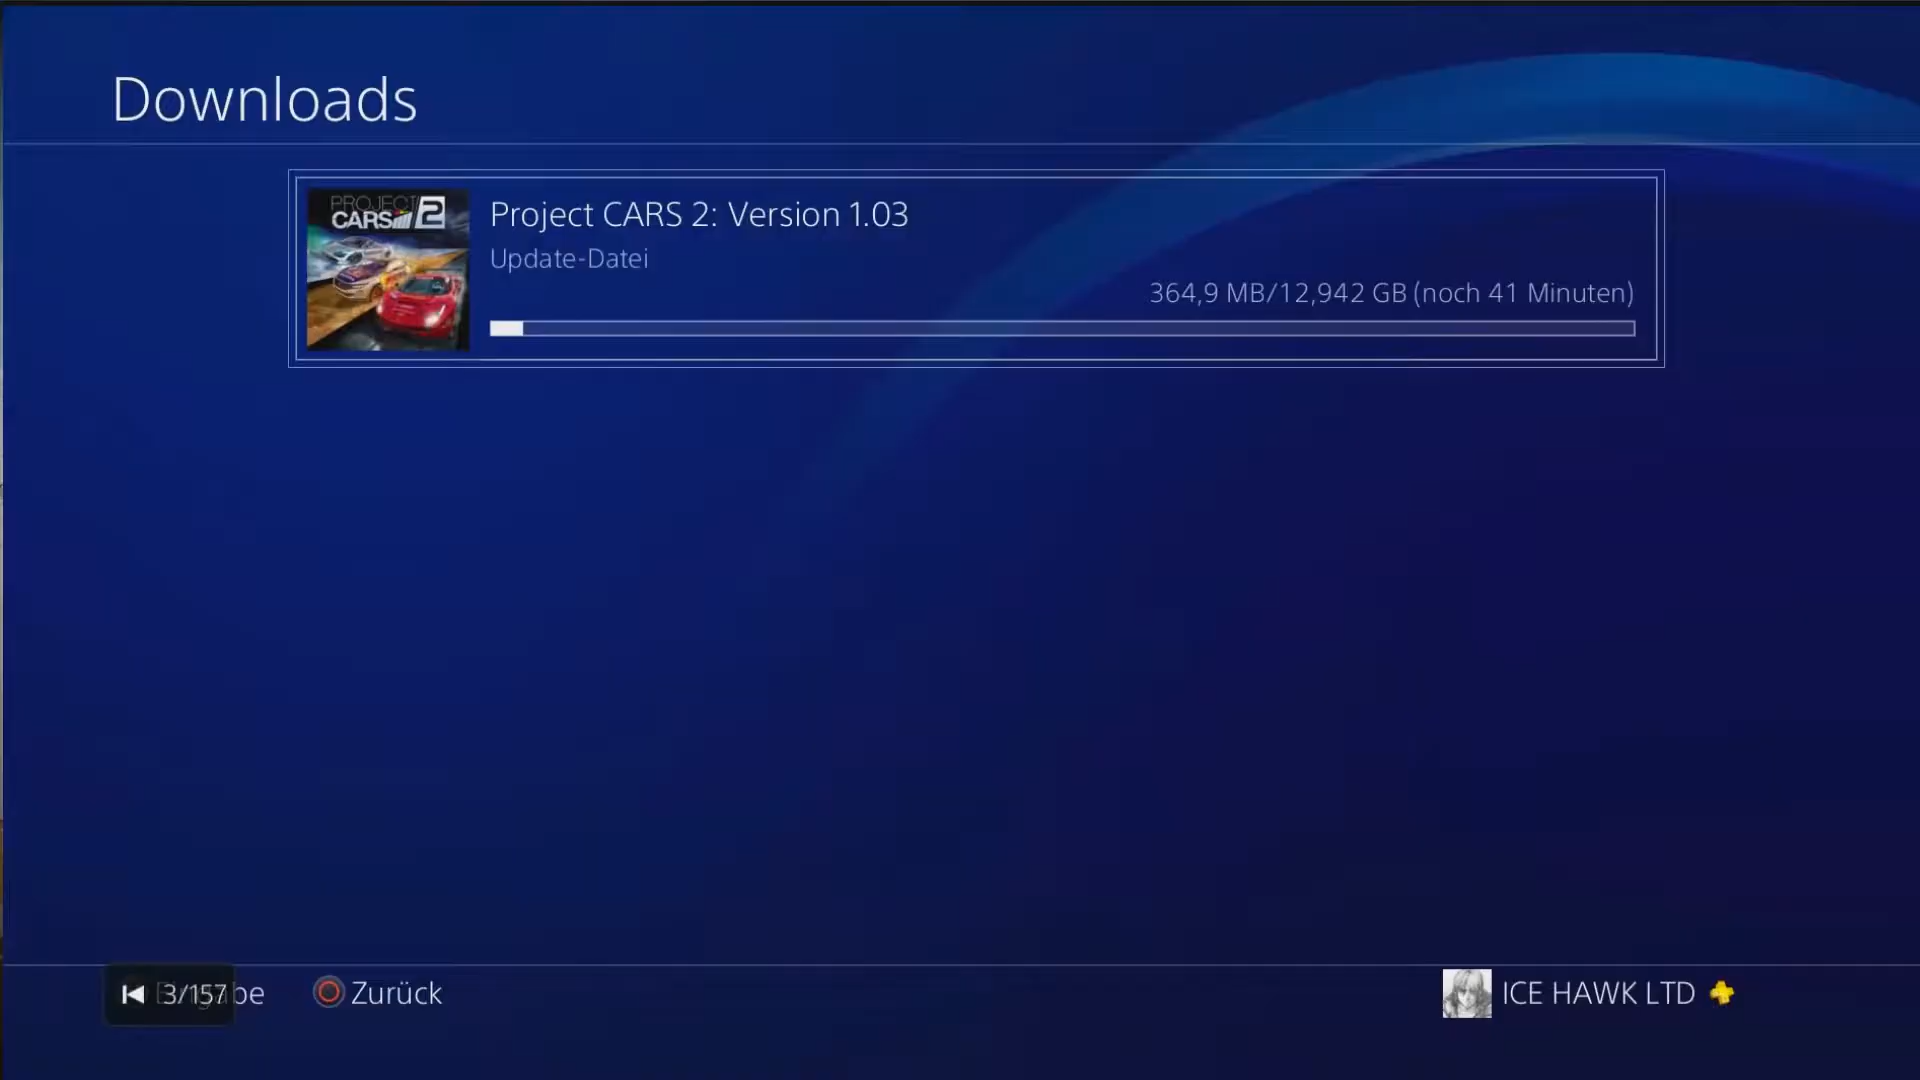 Downloads
PROJECT
CARS 2
Project CARS 2: Version 1.03
Update-Datei
364,9 MB/12,942 GB (noch 41 Minuten)
3/157
Zurück
ICE HAWK LTD